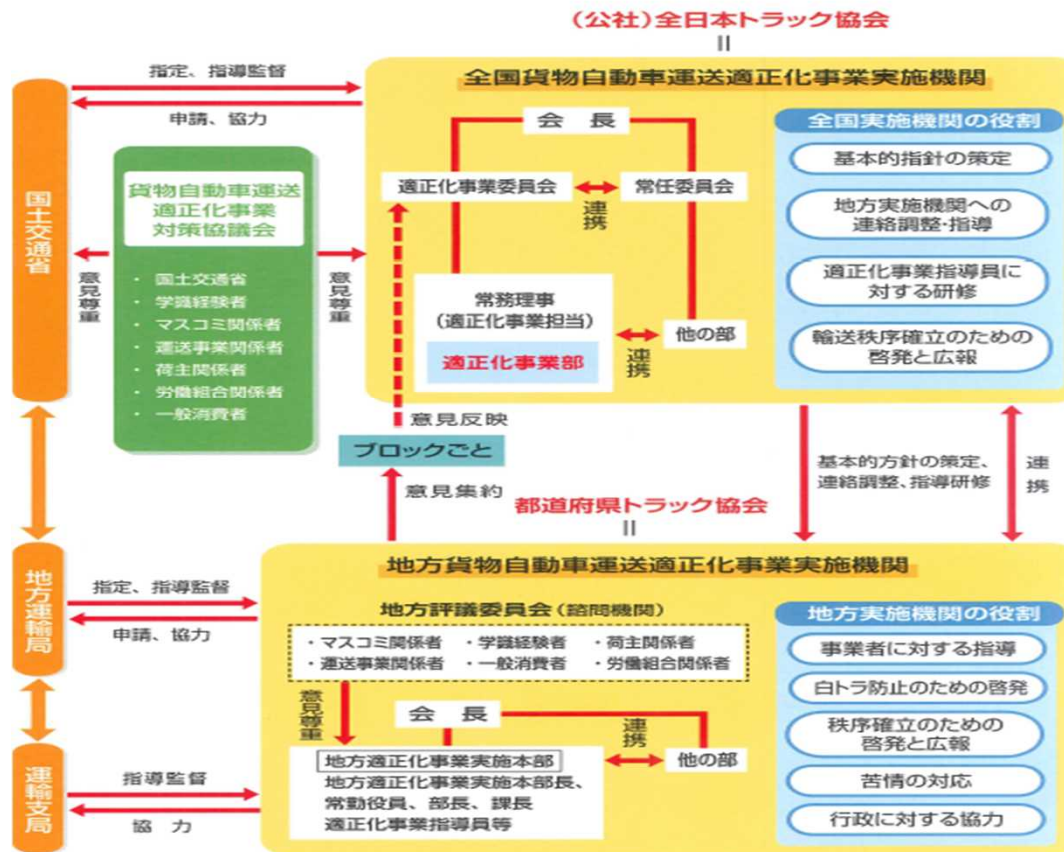 (公社)全日本トラック協会
||
全国貨物自動車運送適正化事業実施機関
指定、指導監督
申請、協力
国土交通省
貨物自動車運送
適正化事業
対策協議会
・ 国土交通省
・ 学識経験者
・ マスコミ関係者
・ 運送事業関係者
・ 荷主関係者
・ 労働組合関係者
・ 一般消費者
意見尊重
意見尊重
会 長
適正化事業委員会
連携
常任委員会
常務理事
(適正化事業担当)
適正化事業部
連携
他の部
全国実施機関の役割
基本的指針の策定
地方実施機関への
連絡調整・指導
適正化事業指導員に
対する研修
輸送秩序確立のための
啓発と広報
意見反映
ブロックごと
意見集約
基本的方針の策定、
連絡調整、指導研修
連携
都道府県トラック協会
||
地方貨物自動車運送適正化事業実施機関
地方運輸局
指定、指導監督
申請、協力
地方評議委員会(諮問機関)
・マスコミ関係者 ・学識経験者 ・荷主関係者
・運送事業関係者 ・一般消費者 ・労働組合関係者
意見尊重
会 長
連携
他の部
地方適正化事業実施本部
地方適正化事業実施本部長、
常勤役員、部長、課長
適正化事業指導員等
運輸支局
指導監督
協 力
地方実施機関の役割
事業者に対する指導
白トラ防止のための啓発
秩序確立のための
啓発と広報
苦情の対応
行政に対する協力